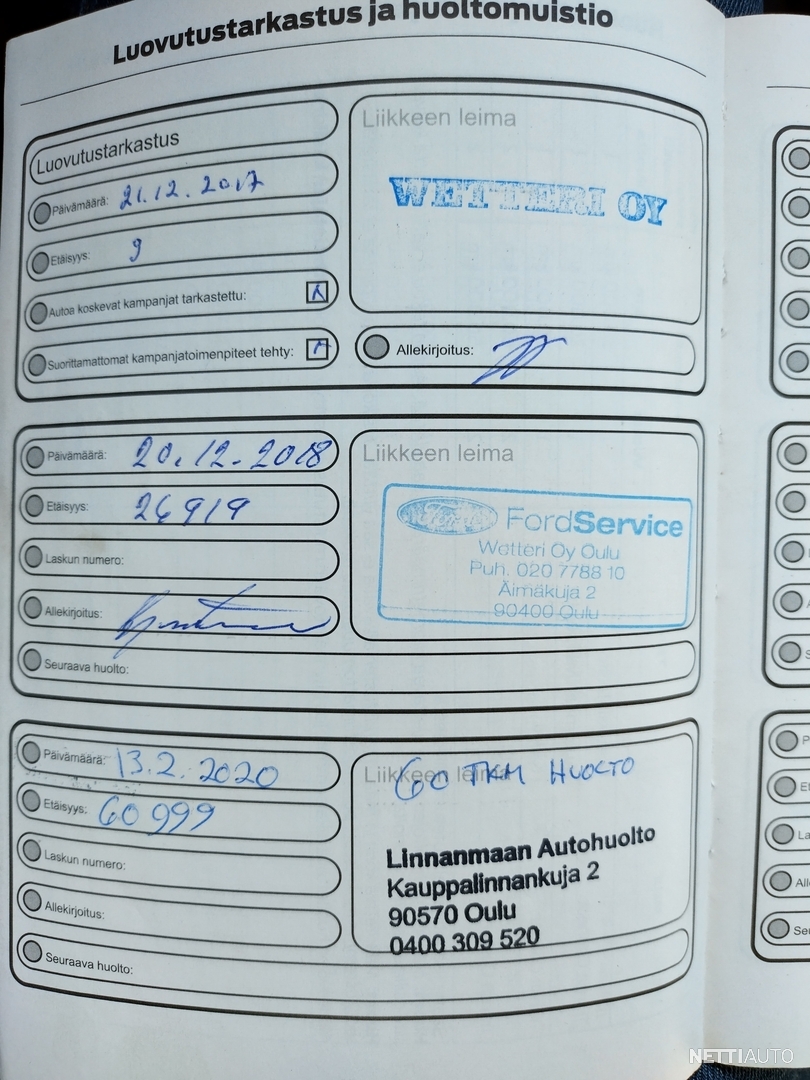 Luovutustarkastus ja huoltomuistio
Luovutustarkastus
Päivämäärä: 21.12.2017
Etäisyys: 9
Autoa koskevat kampanjat tarkastettu:
Suorittamattomat kampanjatoimenpiteet tehty:
Liikkeen leima
WETTERI OY
Allekirjoitus:
Päivämäärä: 20.12.2018
Etäisyys: 26919
Laskun numero:
Allekirjoitus:
Seuraava huolto:
Liikkeen leima
Ford
FordService
Wetteri Oy Oulu
Puh. 020 7788 10
Äimäkuja 2
90400 Oulu
Päivämäärä: 13.2.2020
Etäisyys: 60 999
Laskun numero:
Allekirjoitus:
Seuraava huolto:
Liikkeen leima
60 TKM HUOLTO
Linnanmaan Autohuolto
Kauppalinnankuja 2
90570 Oulu
0400 309 520
NETTIAUTO